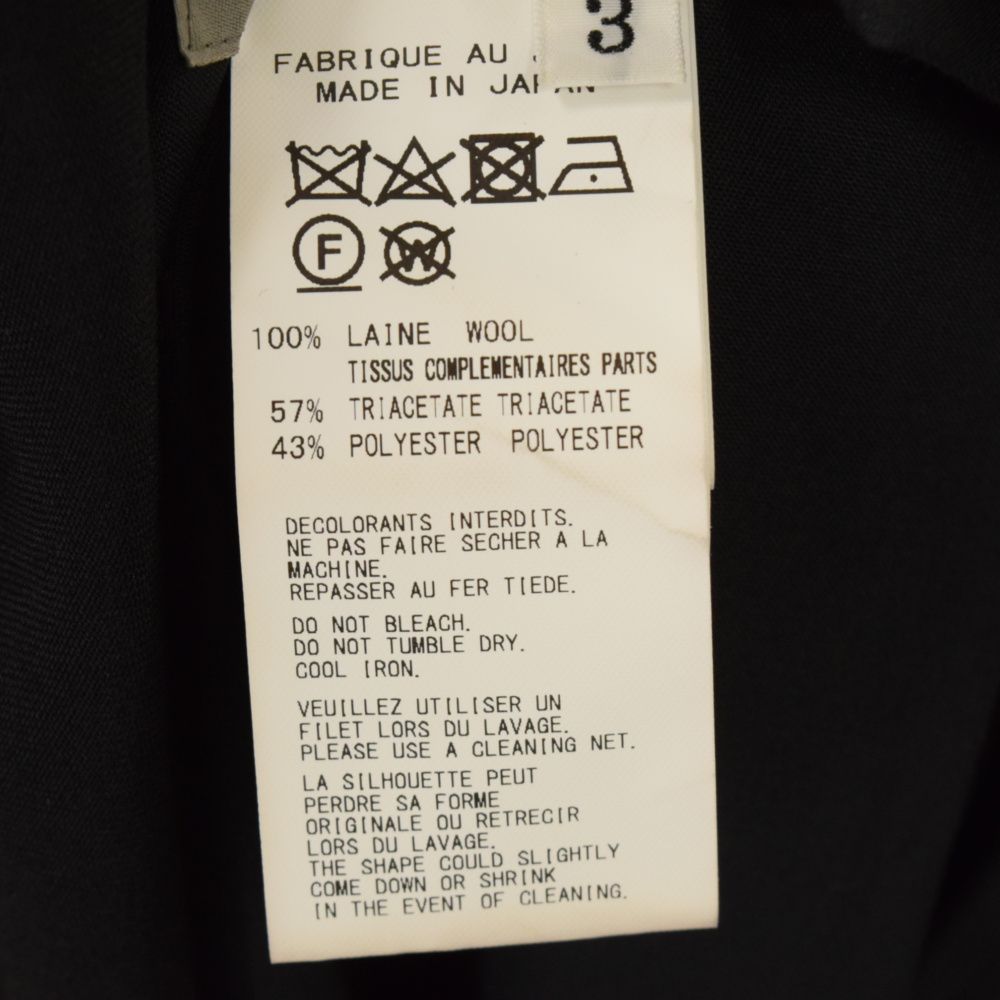 3
FABRIQUE AU
MADE IN JAPAN
F
W
100% LAINE WOOL
TISSUS COMPLEMENTAIRES PARTS
57% TRIACETATE TRIACETATE
43% POLYESTER POLYESTER
DECOLORANTS INTERDITS.
NE PAS FAIRE SECHER A LA
MACHINE.
REPASSER AU FER TIEDE.
DO NOT BLEACH.
DO NOT TUMBLE DRY.
COOL IRON.
VEUILLEZ UTILISER UN
FILET LORS DU LAVAGE.
PLEASE USE A CLEANING NET.
LA SILHOUETTE PEUT
PERDRE SA FORME
ORIGINALE OU RETRECIR
LORS DU LAVAGE.
THE SHAPE COULD SLIGHTLY
COME DOWN OR SHRINK
IN THE EVENT OF CLEANING.